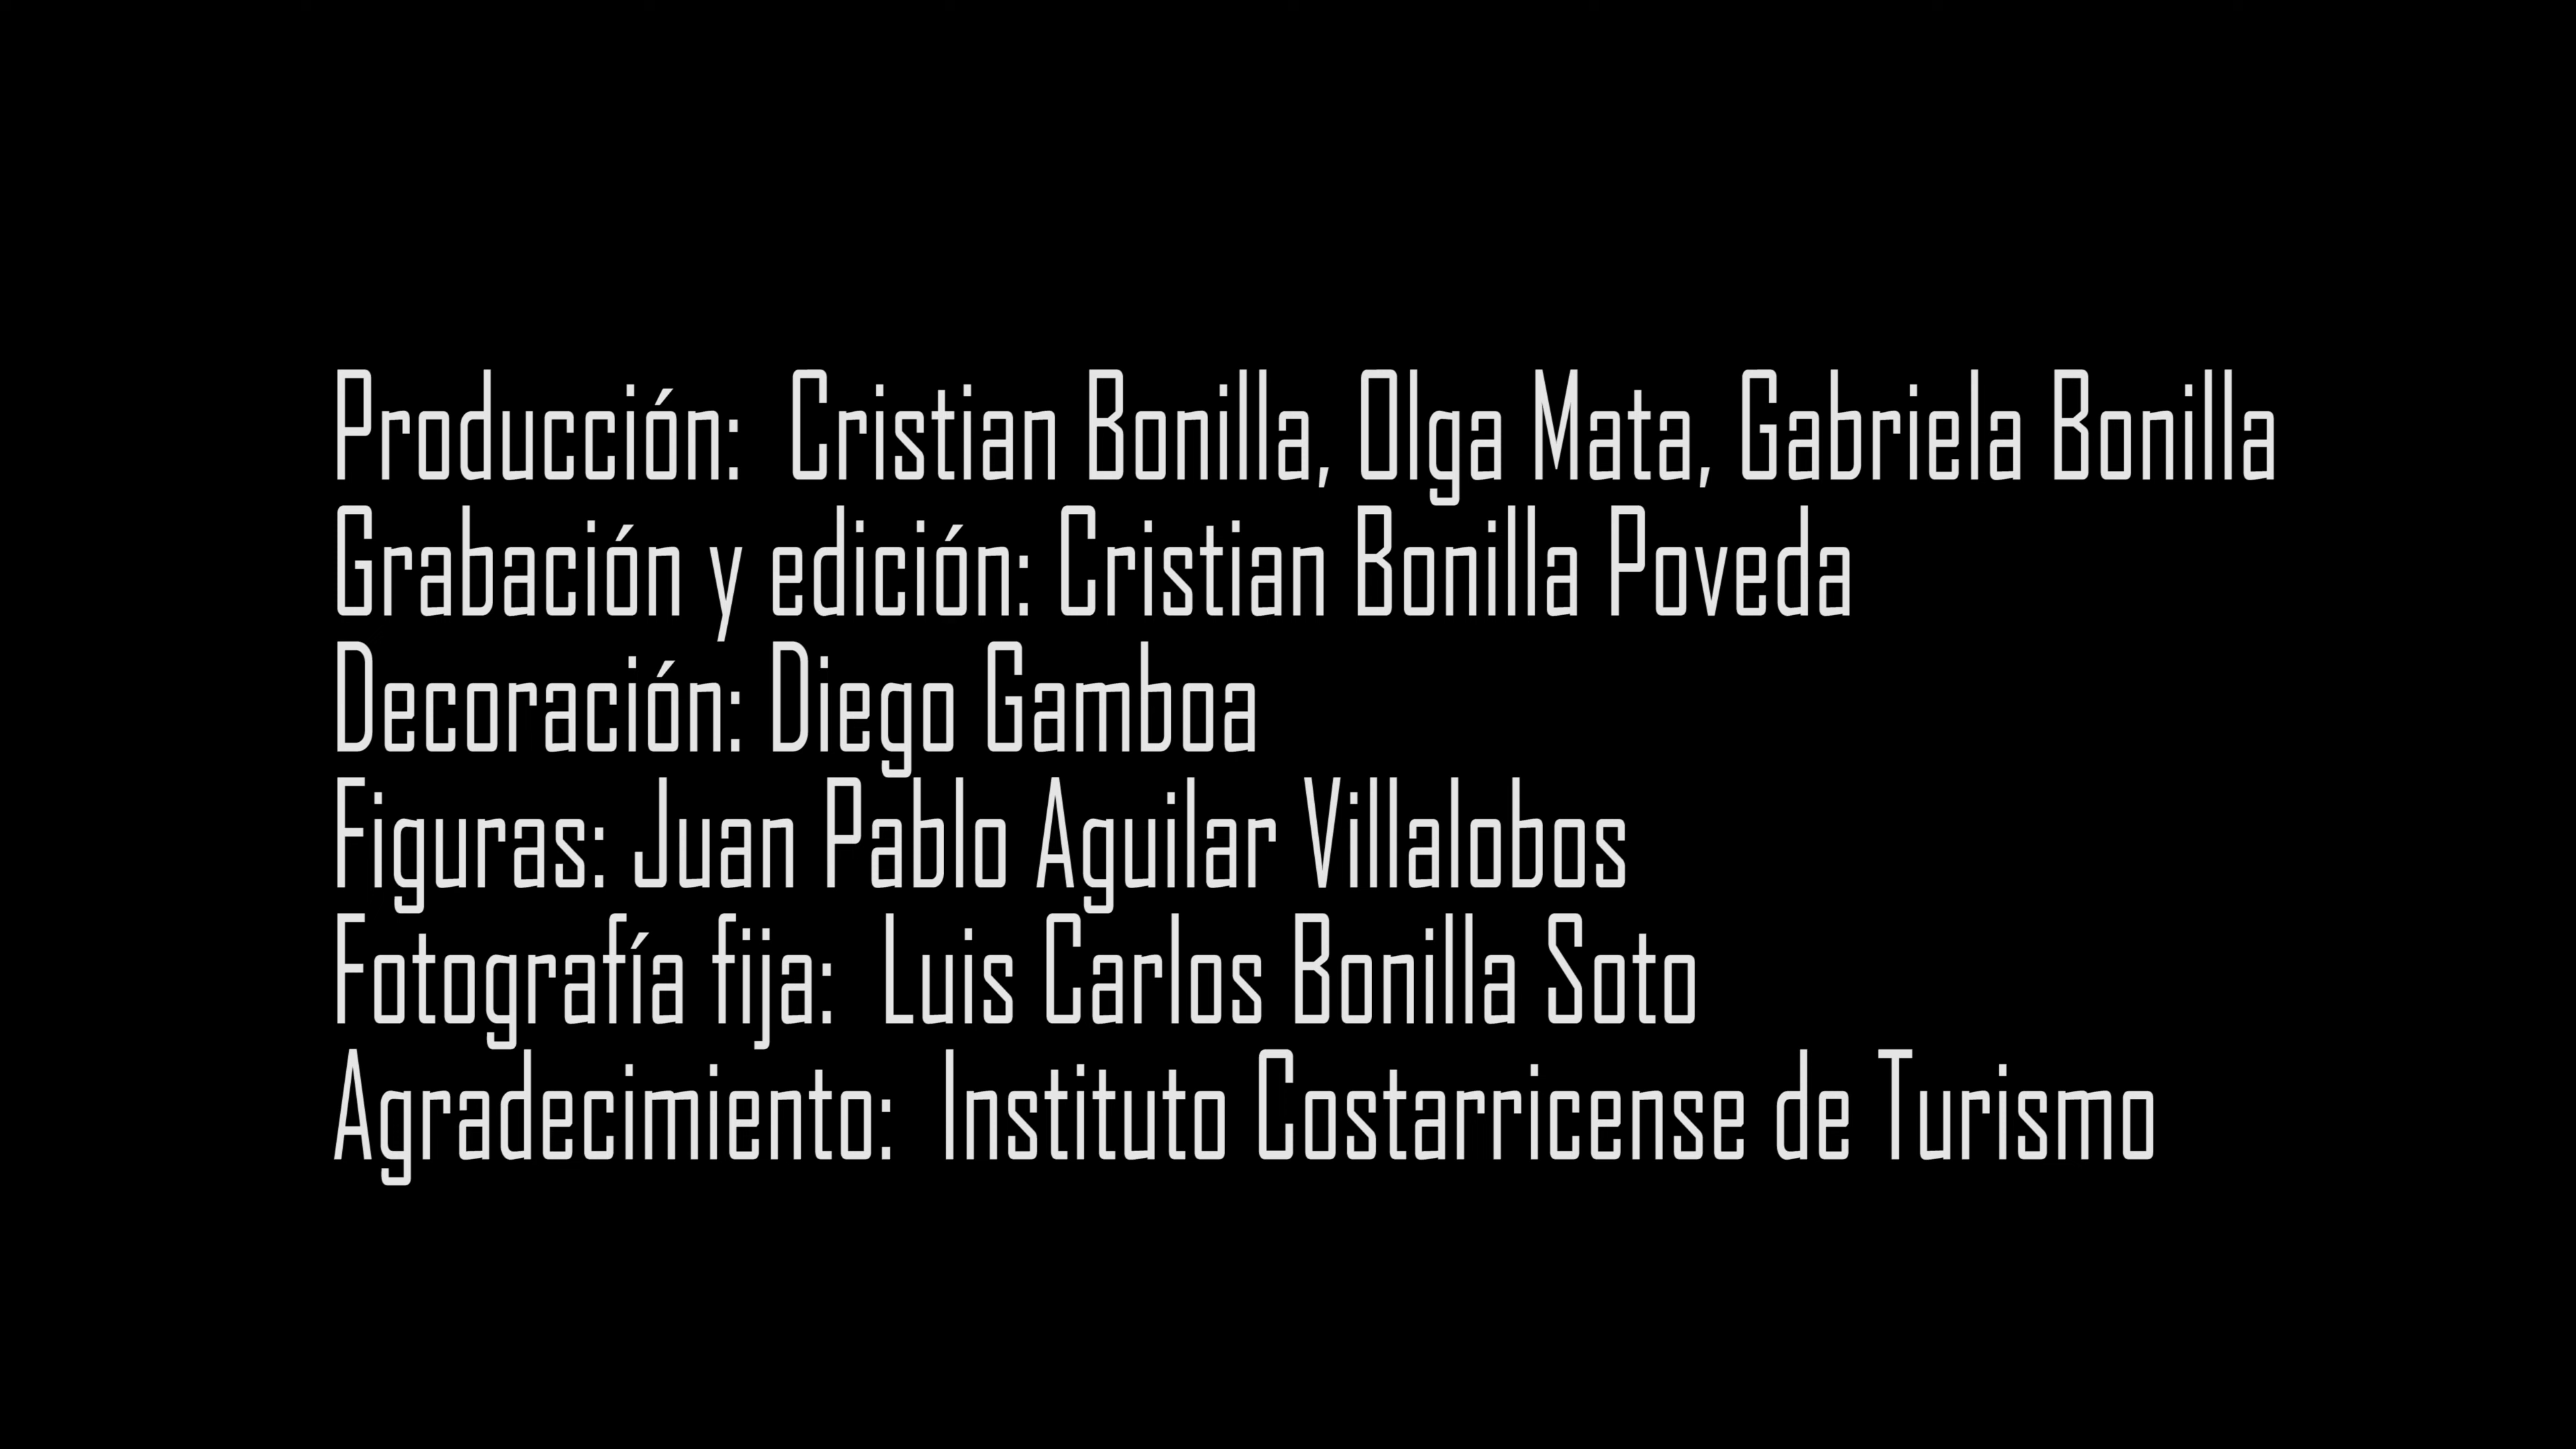 Producción:  Cristian Bonilla, Olga Mata, Gabriela Bonilla
Grabación y edición: Cristian Bonilla Poveda
Decoración: Diego Gamboa
Figuras: Juan Pablo Aguilar Villalobos
Fotografía fija:  Luis Carlos Bonilla Soto
Agradecimiento:  Instituto Costarricense de Turismo